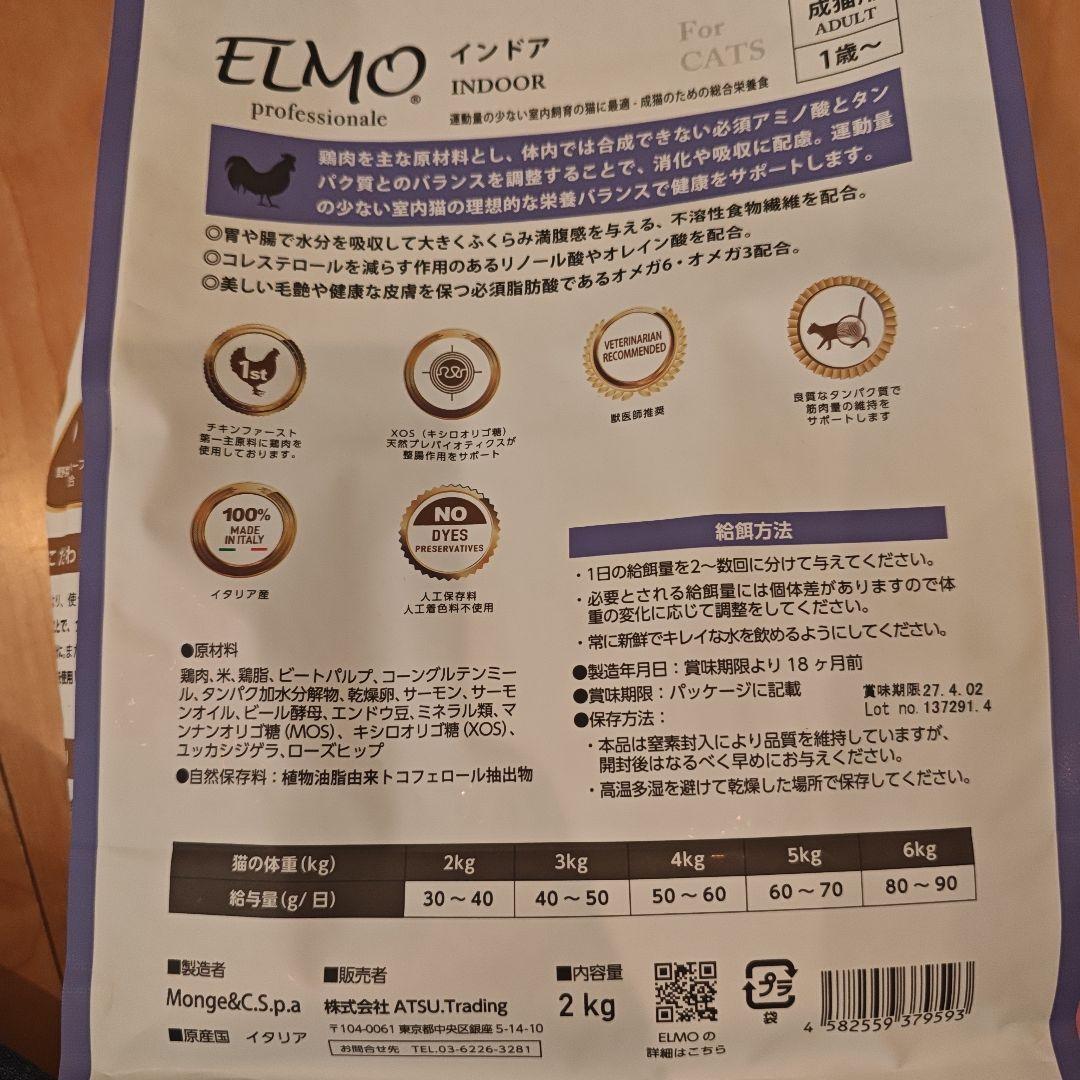 ELMO®
professionale
インドア
INDOOR
For
CATS
ADULT
1歳～
運動量の少ない室内飼育の猫に最適・成猫のための総合栄養食
鶏肉を主な原材料とし、体内では合成できない必須アミノ酸とタン
パク質とのバランスを調整することで、消化や吸収に配慮。運動量
の少ない室内猫の理想的な栄養バランスで健康をサポートします。
◎胃や腸で水分を吸収して大きくふくらみ満腹感を与える、不溶性食物繊維を配合。
◎コレステロールを減らす作用のあるリノール酸やオレイン酸を配合。
◎美しい毛艶や健康な皮膚を保つ必須脂肪酸であるオメガ6・オメガ3配合。
1st
チキンファースト
第一主原料に鶏肉を
使用しております。
XOS（キシロオリゴ糖）
天然プレバイオティクスが
整腸作用をサポート
VETERINARIAN
RECOMMENDED
獣医師推奨
良質なタンパク質で
筋肉量の維持を
サポートします
100%
MADE
IN ITALY
イタリア産
NO
DYES
PRESERVATIVES
人工保存料
人工着色料不使用
●原材料
鶏肉、米、鶏脂、ビートパルプ、コーングルテンミー
ル、タンパク加水分解物、乾燥卵、サーモン、サーモ
ンオイル、ビール酵母、エンドウ豆、ミネラル類、マ
ンナンオリゴ糖（MOS）、キシロオリゴ糖（XOS）、
ユッカシジゲラ、ローズヒップ
●自然保存料：植物油脂由来トコフェロール抽出物
給餌方法
・1日の給餌量を2～数回に分けて与えてください。
・必要とされる給餌量には個体差がありますので体
重の変化に応じて調整をしてください。
・常に新鮮でキレイな水を飲めるようにしてください。
●製造年月日：賞味期限より18ヶ月前
●賞味期限：パッケージに記載
賞味期限27.4.02
Lot no.137291.4
●保存方法：
・本品は窒素封入により品質を維持していますが、
開封後はなるべく早めにお与えください。
・高温多湿を避けて乾燥した場所で保存してください。
猫の体重（kg） 2kg 3kg 4kg 5kg 6kg
給与量（g/日） 30～40 40～50 50～60 60～70 80～90
■製造者
Monge&C.S.p.a
■原産国 イタリア
■販売者
株式会社 ATSU.Trading
〒104-0061 東京都中央区銀座 5-14-10
お問合せ先 TEL.03-6226-3281
■内容量
2 kg
ELMOの
詳細はこちら
プラ
袋
4 582559 379593